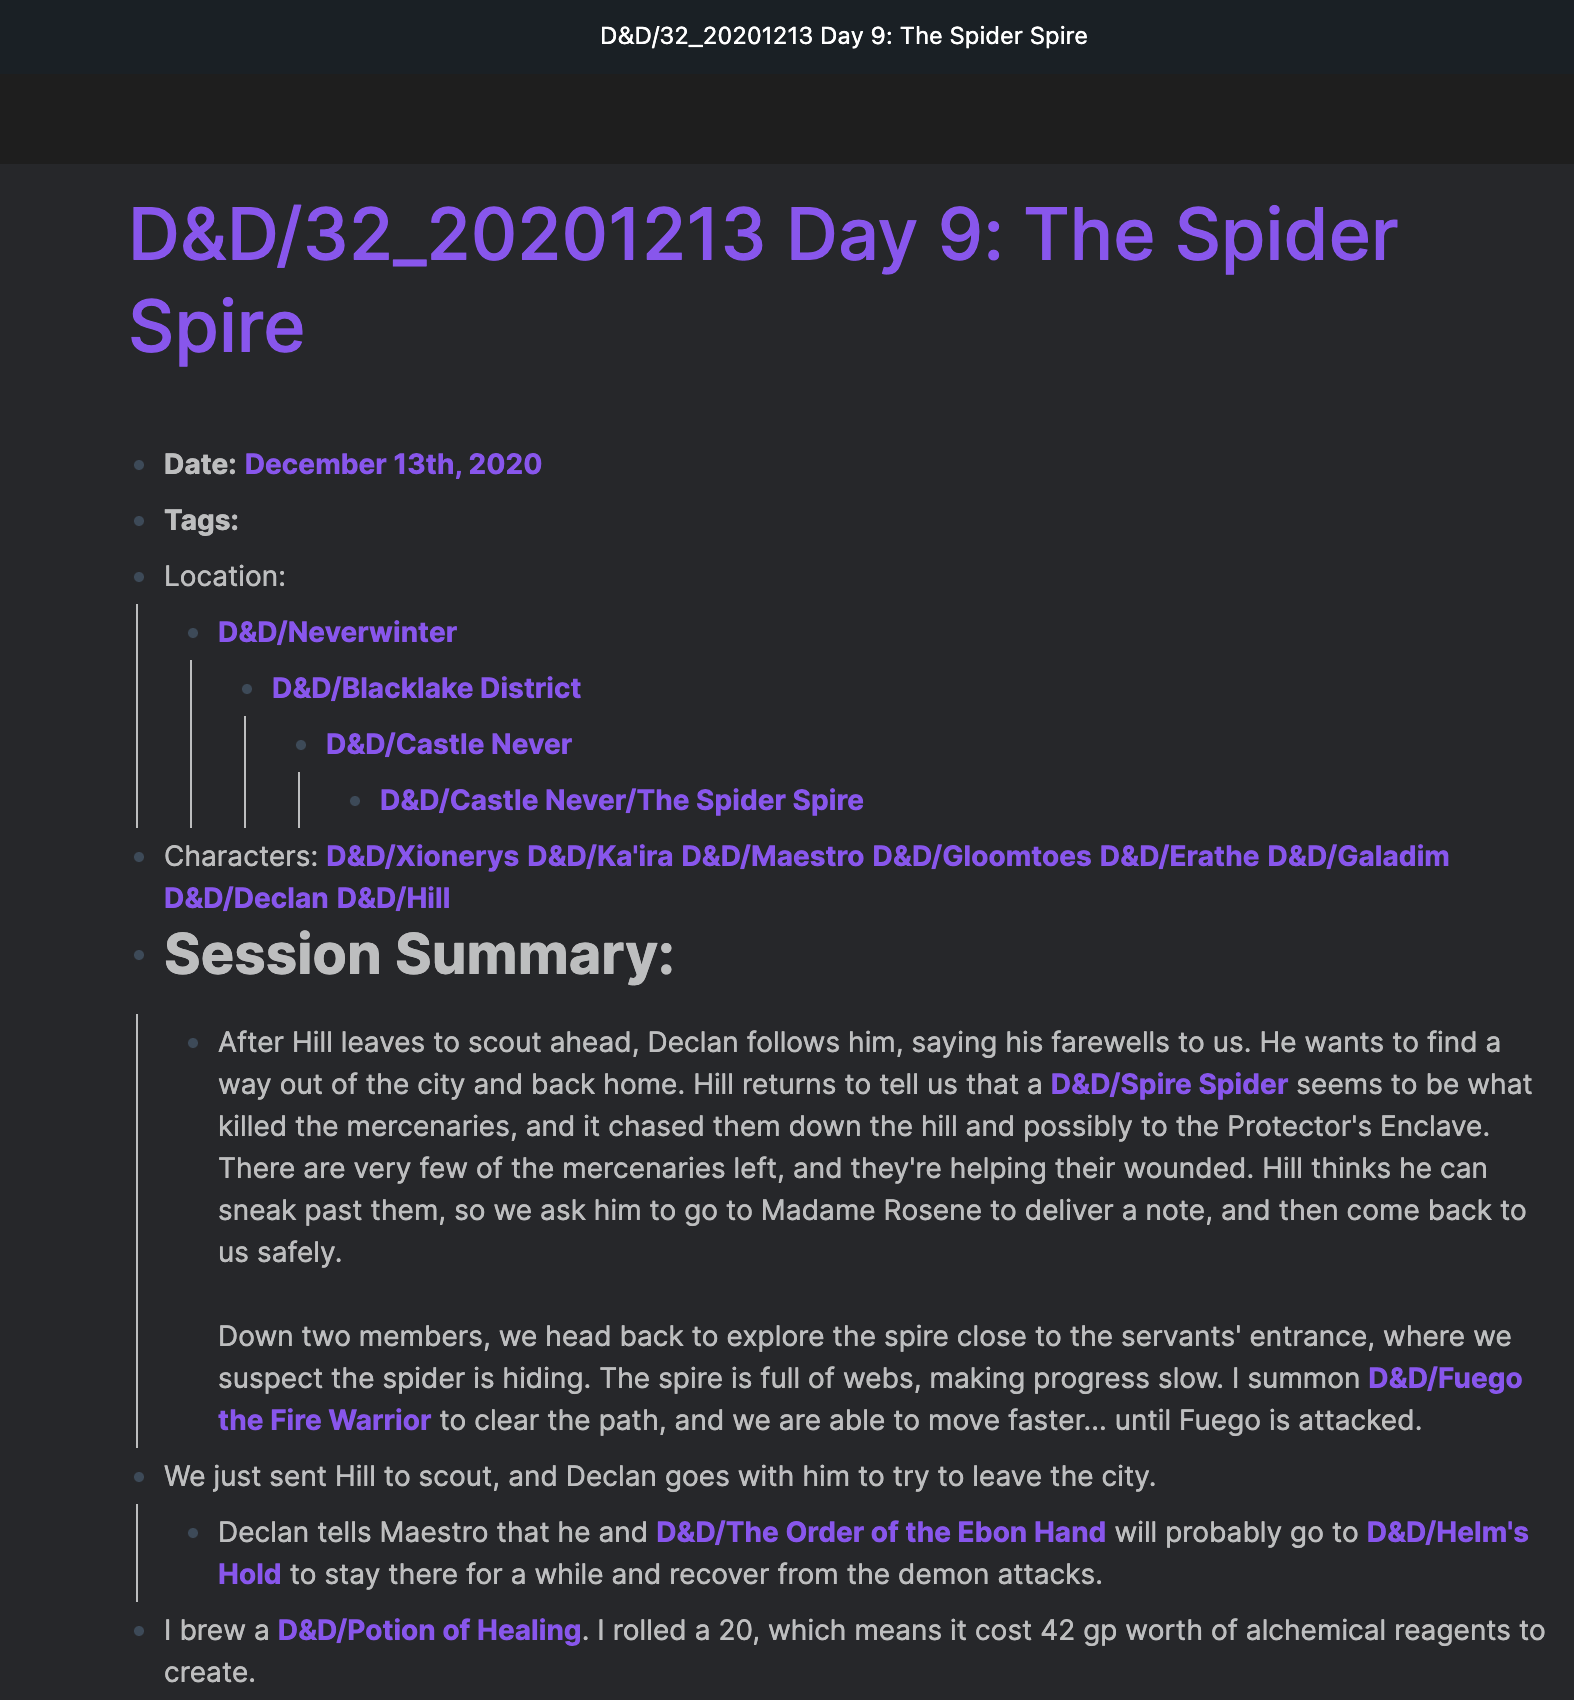 D&D/32_20201213 Day 9: The Spider Spire
D&D/32_20201213 Day 9: The Spider
Spire
Date: December 13th, 2020
Tags:
Location:
D&D/Neverwinter
D&D/Blacklake District
D&D/Castle Never
D&D/Castle Never/The Spider Spire
Characters: D&D/Xionerys D&D/Ka'ira D&D/Maestro D&D/Gloomtoes D&D/Erathe D&D/Galadim
D&D/Declan D&D/Hill
Session Summary:
After Hill leaves to scout ahead, Declan follows him, saying his farewells to us. He wants to find a
way out of the city and back home. Hill returns to tell us that a D&D/Spire Spider seems to be what
killed the mercenaries, and it chased them down the hill and possibly to the Protector's Enclave.
There are very few of the mercenaries left, and they're helping their wounded. Hill thinks he can
sneak past them, so we ask him to go to Madame Rosene to deliver a note, and then come back to
us safely.
Down two members, we head back to explore the spire close to the servants' entrance, where we
suspect the spider is hiding. The spire is full of webs, making progress slow. I summon D&D/Fuego
the Fire Warrior to clear the path, and we are able to move faster... until Fuego is attacked.
We just sent Hill to scout, and Declan goes with him to try to leave the city.
Declan tells Maestro that he and D&D/The Order of the Ebon Hand will probably go to D&D/Helm's
Hold to stay there for a while and recover from the demon attacks.
I brew a D&D/Potion of Healing. I rolled a 20, which means it cost 42 gp worth of alchemical reagents to
create.